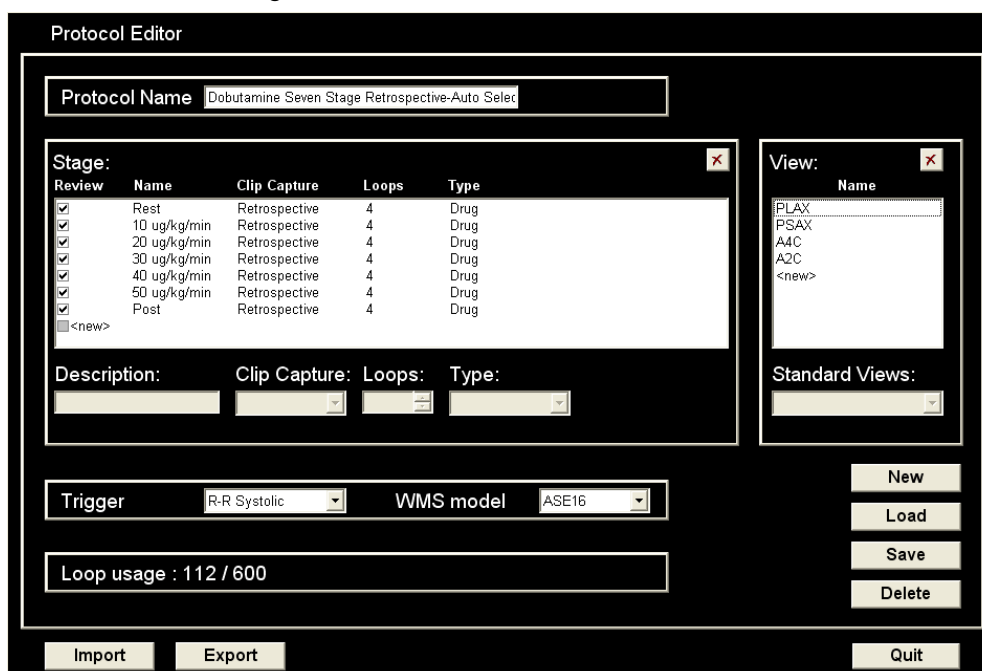 Protocol Editor
Protocol Name Dobutamine Seven Stage Retrospective-Auto Selec
Stage:
Review Name Clip Capture Loops Type
Rest Retrospective 4 Drug
10 ug/kg/min Retrospective 4 Drug
20 ug/kg/min Retrospective 4 Drug
30 ug/kg/min Retrospective 4 Drug
40 ug/kg/min Retrospective 4 Drug
50 ug/kg/min Retrospective 4 Drug
Post Retrospective 4 Drug
<new>
Description: Clip Capture: Loops: Type:
View:
Name
PLAX
PSAX
A4C
A2C
<new>
Standard Views:
Trigger R-R Systolic WMS model ASE16
Loop usage : 112 / 600
New
Load
Save
Delete
Import Export Quit